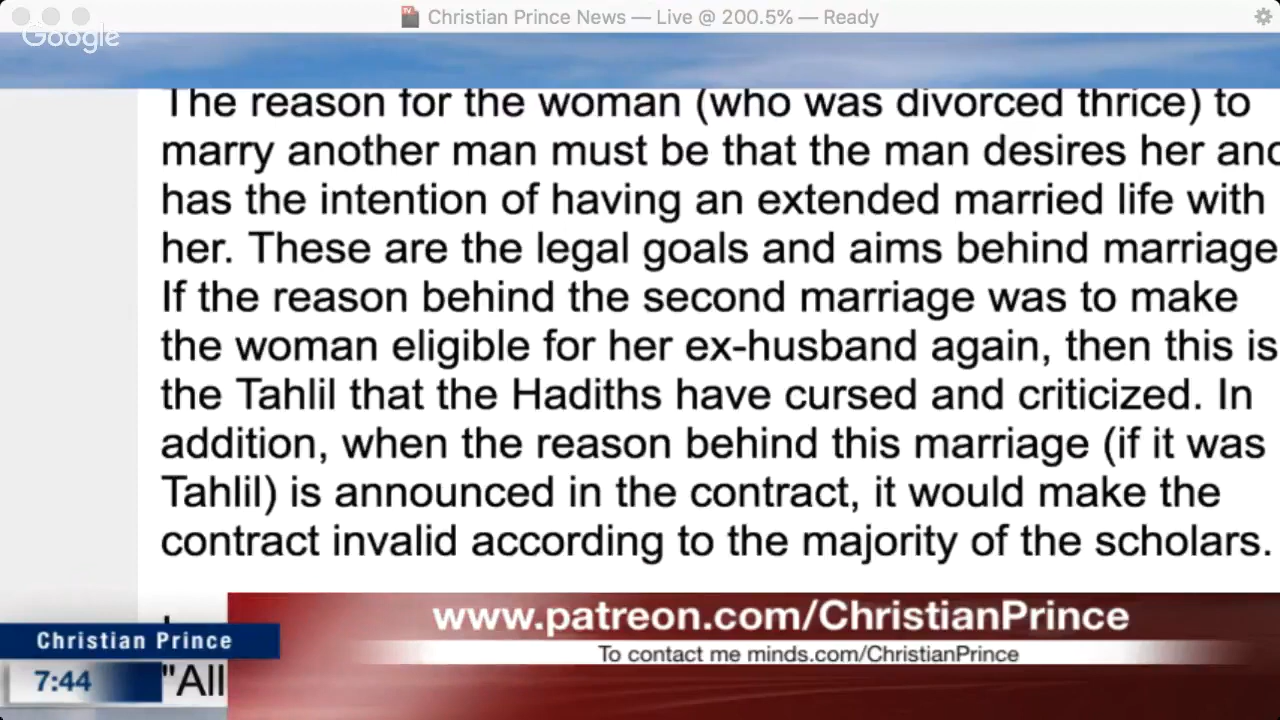 Christian Prince News — Live @ 200.5% — Ready
Google
The reason for the woman (who was divorced thrice) to
marry another man must be that the man desires her and
has the intention of having an extended married life with
her. These are the legal goals and aims behind marriage
If the reason behind the second marriage was to make
the woman eligible for her ex-husband again, then this is
the Tahlil that the Hadiths have cursed and criticized. In
addition, when the reason behind this marriage (if it was
Tahlil) is announced in the contract, it would make the
contract invalid according to the majority of the scholars.
www.patreon.com/ChristianPrince
Christian Prince
To contact me minds.com/ChristianPrince
7:44
"All